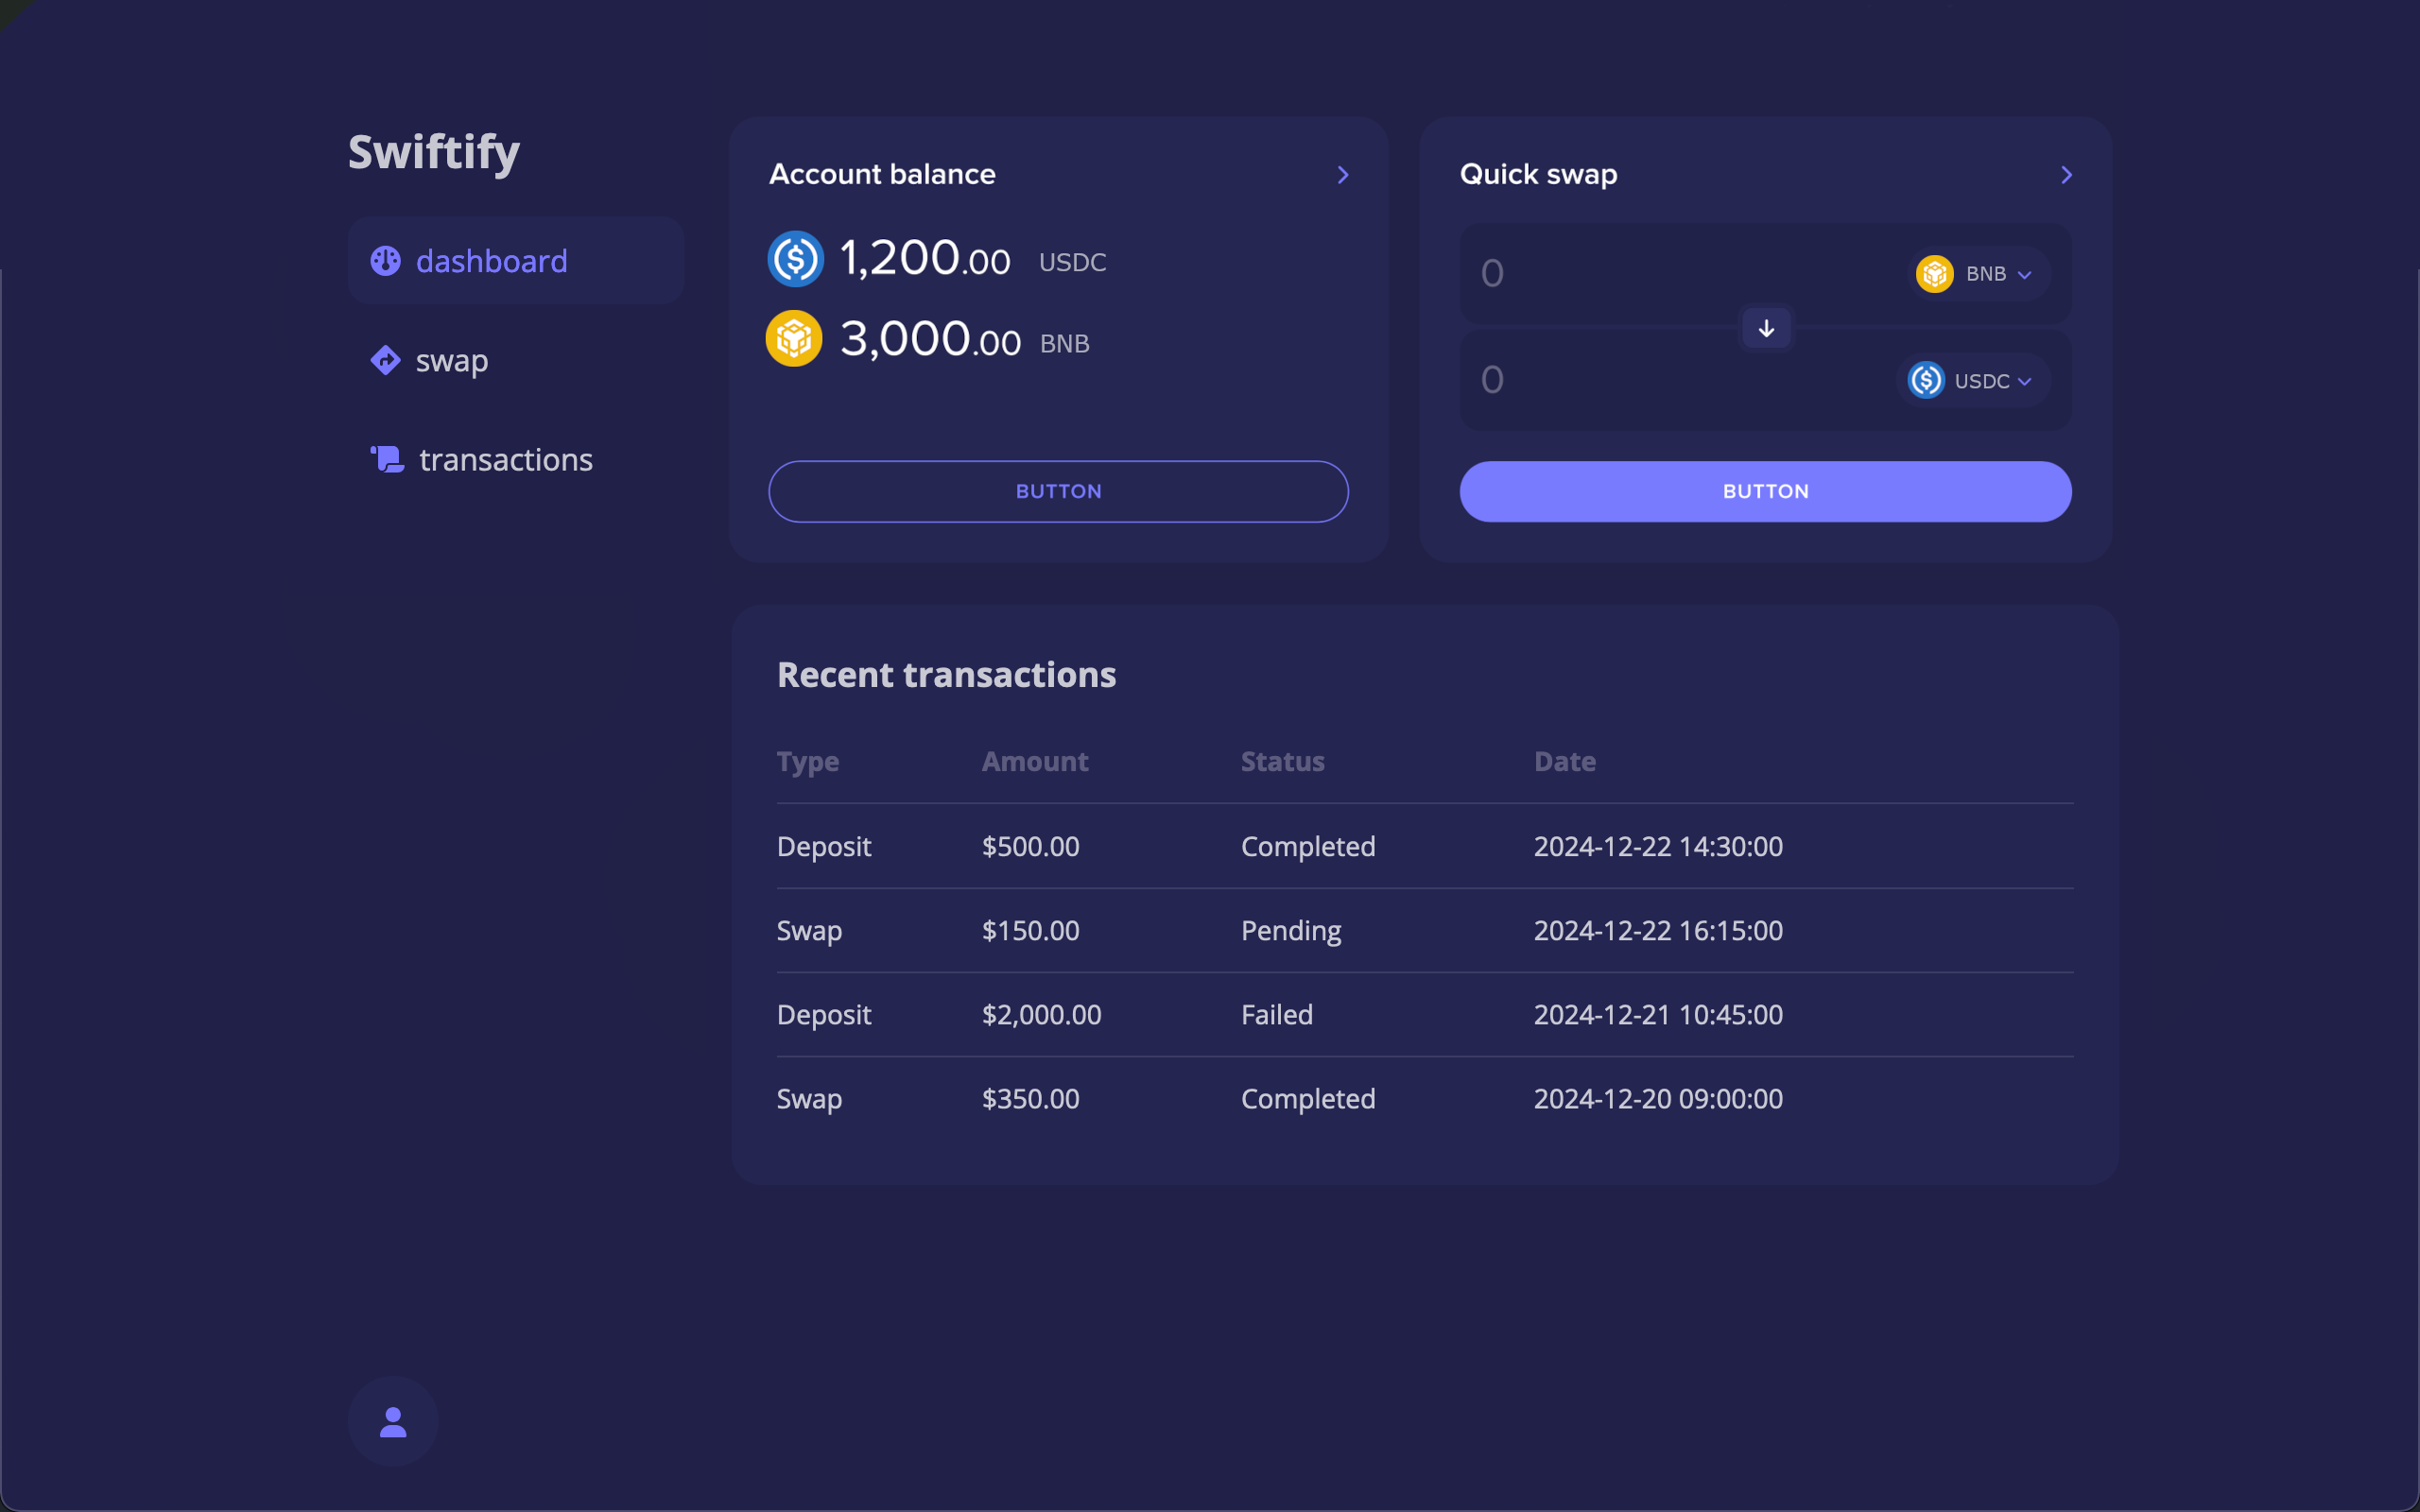 Swiftify
dashboard
swap
transactions
Account balance
1,200.00 USDC
3,000.00 BNB
BUTTON
Quick swap
0 BNB
0 USDC
BUTTON
Recent transactions
Type Amount Status Date
Deposit $500.00 Completed 2024-12-22 14:30:00
Swap $150.00 Pending 2024-12-22 16:15:00
Deposit $2,000.00 Failed 2024-12-21 10:45:00
Swap $350.00 Completed 2024-12-20 09:00:00